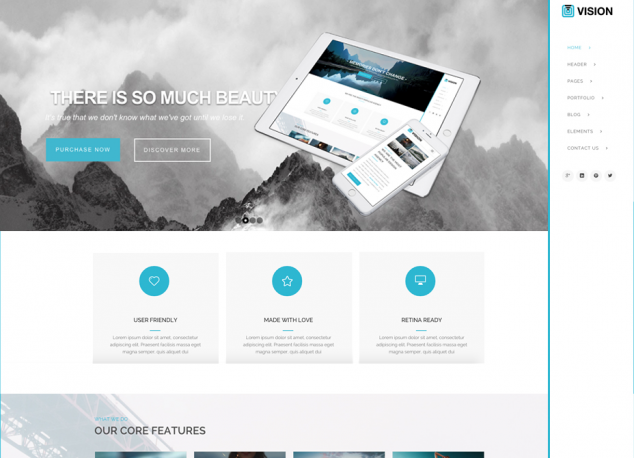 VISION
HOME
HEADER
PAGES
PORTFOLIO
BLOG
ELEMENTS
CONTACT US
THERE IS SO MUCH BEAUT
It's true that we don't know what we've got until we lose it
PURCHASE NOW
DISCOVER MORE
USER FRIENDLY
MADE WITH LOVE
RETINA READY
Lorem ipsum dolor sit amet, consectetur
adipiscing elit. Praesent facilisis massa eget
magna semper, quis aliquet dui
Lorem ipsum dolor sit amet, consectetur
adipiscing elit. Praesent facilisis massa eget
magna semper, quis aliquet dui
Lorem ipsum dolor sit amet, consectetur
adipiscing elit. Praesent facilisis massa eget
magna semper, quis aliquet dui
WHAT WE DO
OUR CORE FEATURES